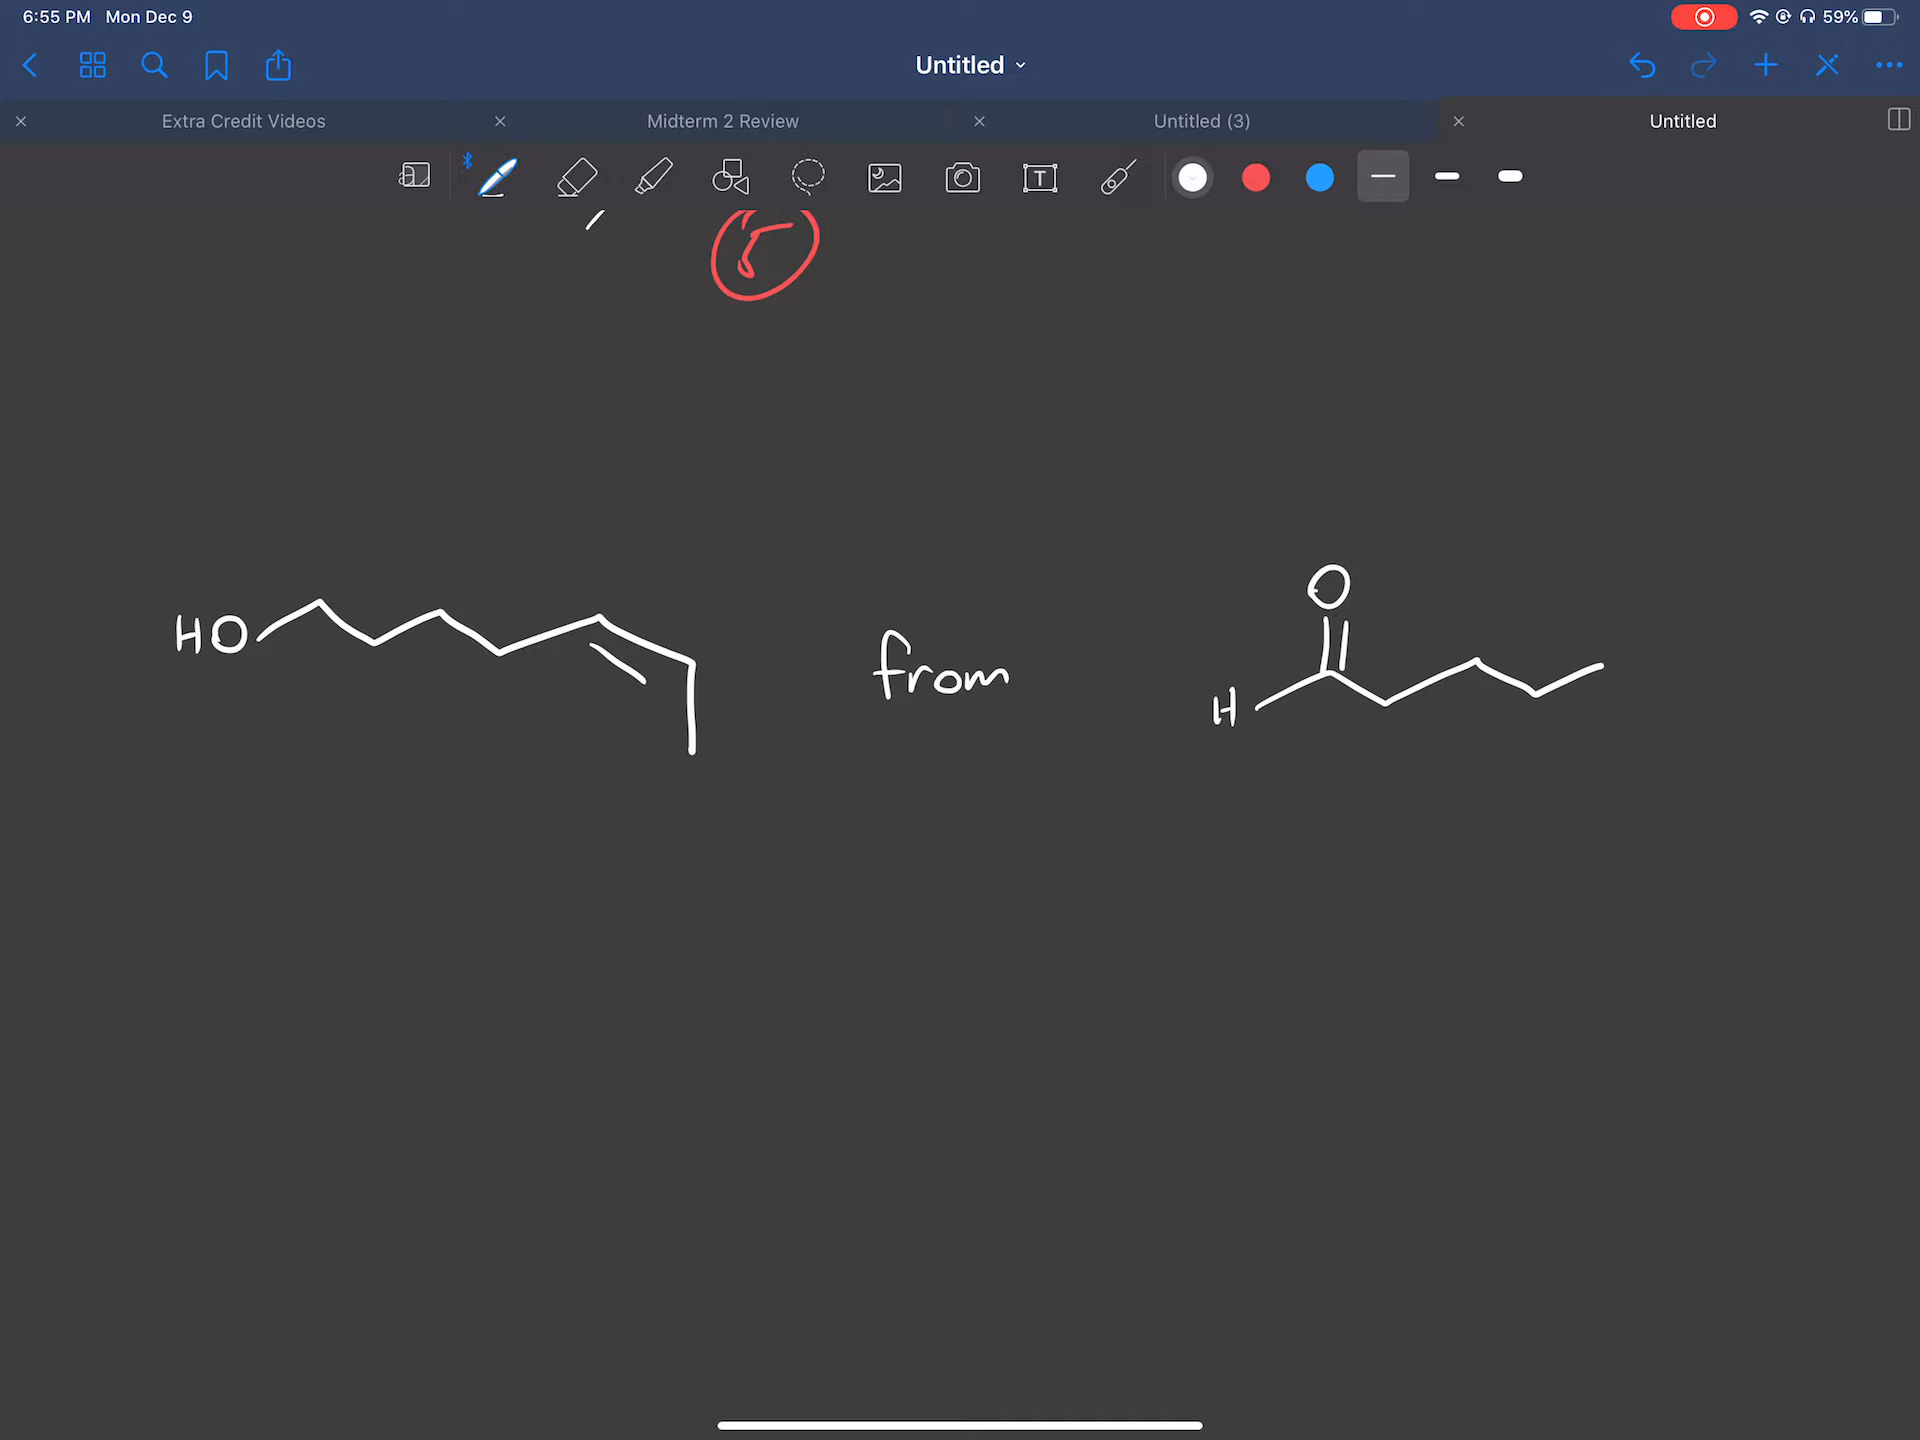 6:55 PM Mon Dec 9
59%
Untitled
Extra Credit Videos
Midterm 2 Review
Untitled (3)
Untitled
a
T
O
HO
from
H